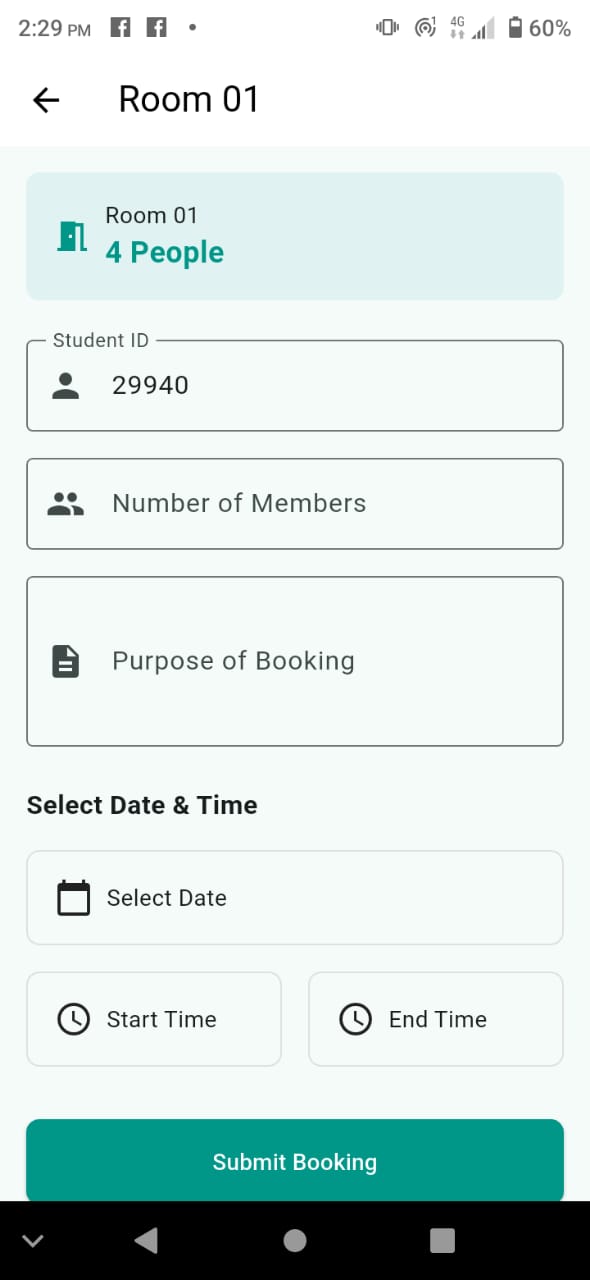 2:29 PM
4G
60%
Room 01
Room 01
4 People
Student ID
29940
Number of Members
Purpose of Booking
Select Date & Time
Select Date
Start Time
End Time
Submit Booking